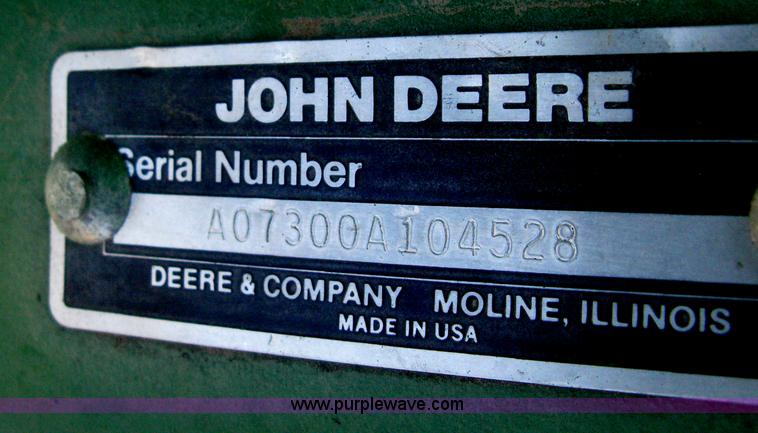 JOHN DEERE
Serial Number
A07300A104528
DEERE & COMPANY MOLINE, ILLINOIS
MADE IN USA
www.purplewave.com